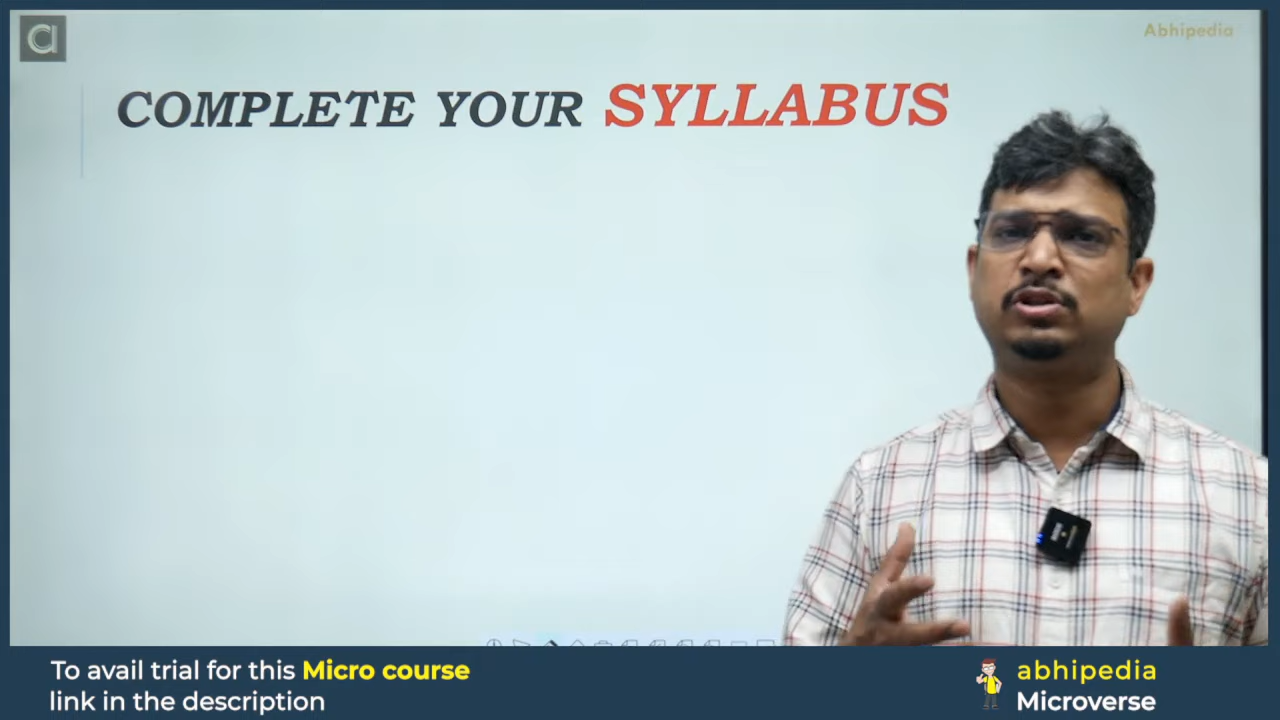 Abhipedia
COMPLETE YOUR SYLLABUS
To avail trial for this Micro course
link in the description
abhipedia
Microverse